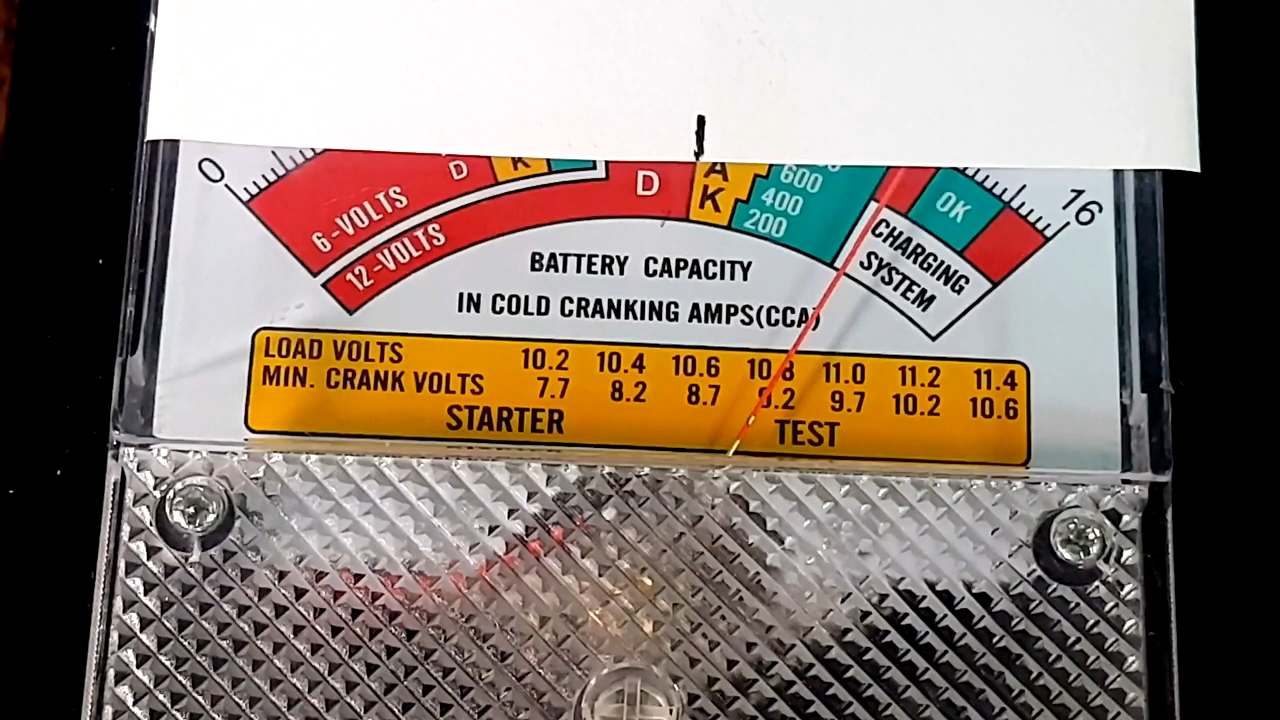 0
16
D
K
6-VOLTS
D
A
K
600
400
200
OK
12-VOLTS
CHARGING
SYSTEM
BATTERY CAPACITY
IN COLD CRANKING AMPS(CCA)
LOAD VOLTS 10.2 10.4 10.6 10.8 11.0 11.2 11.4
MIN. CRANK VOLTS 7.7 8.2 8.7 9.2 9.7 10.2 10.6
STARTER TEST